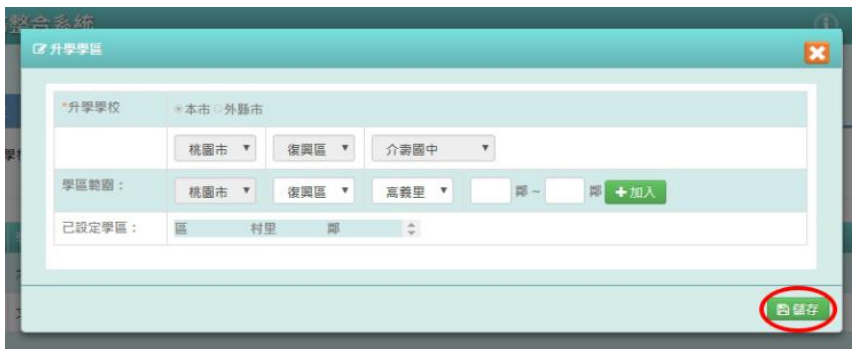 整合系統
升學學區
*升學學校 本市 外縣市
桃園市 復興區 介壽國中
學區範圍： 桃園市 復興區 高義里 鄰～ 鄰 +加入
已設定學區： 區 村里 鄰
儲存